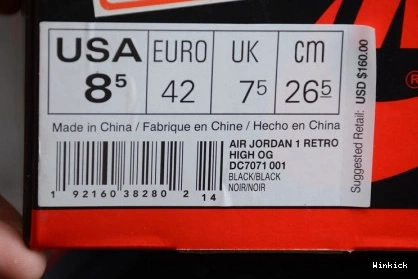 USA EURO UK cm
8⁵ 42 7⁵ 26⁵
Made in China / Fabrique en Chine / Hecho en China
AIR JORDAN 1 RETRO
HIGH OG
DC7071 001
BLACK/BLACK
NOIR/NOIR
1 92160 38280 2 14
Suggested Retail: USD $160.00
®
Winkick